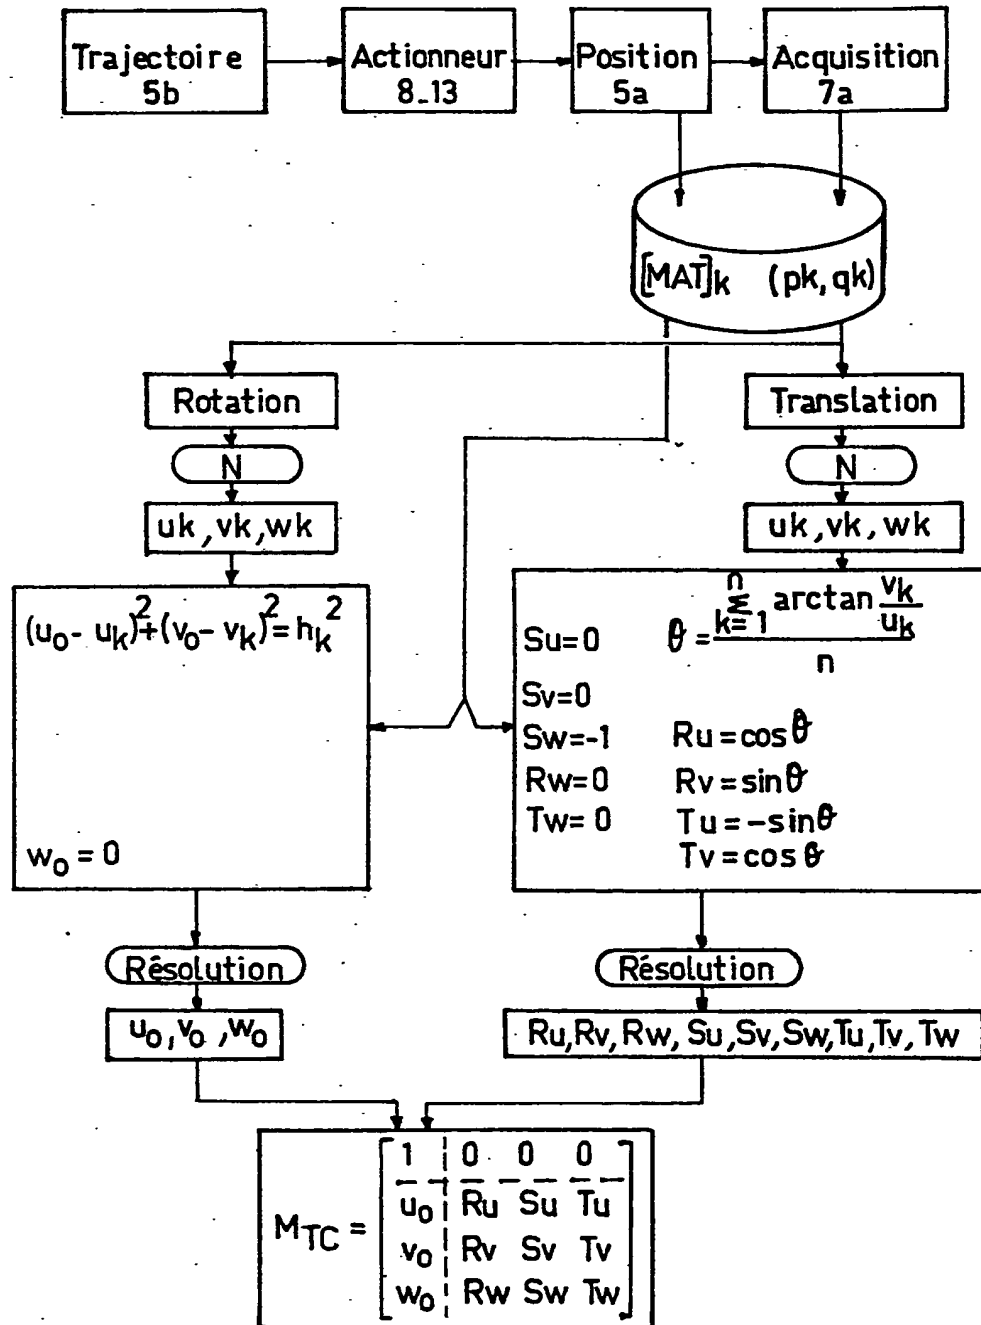 Trajectoire
5b
Actionneur
8_13
Position
5a
Acquisition
7a
[MAT]k (pk, qk)
Rotation
Translation
N
N
uk, vk, wk
uk, vk, wk
(u₀ - uₖ)²+(v₀ - vₖ)²= hₖ²
w₀ = 0
Su=0
Sv=0
Sw=-1
Rw=0
Tw= 0
θ = (Σ k=1 n arctan vₖ/uₖ) / n
Ru = cosθ
Rv = sinθ
Tu = -sinθ
Tv = cos θ
Résolution
Résolution
u₀, v₀, w₀
Ru, Rv, Rw, Su, Sv, Sw, Tu, Tv, Tw
M TC =
1 0 0 0
u₀ Ru Su Tu
v₀ Rv Sv Tv
w₀ Rw Sw Tw